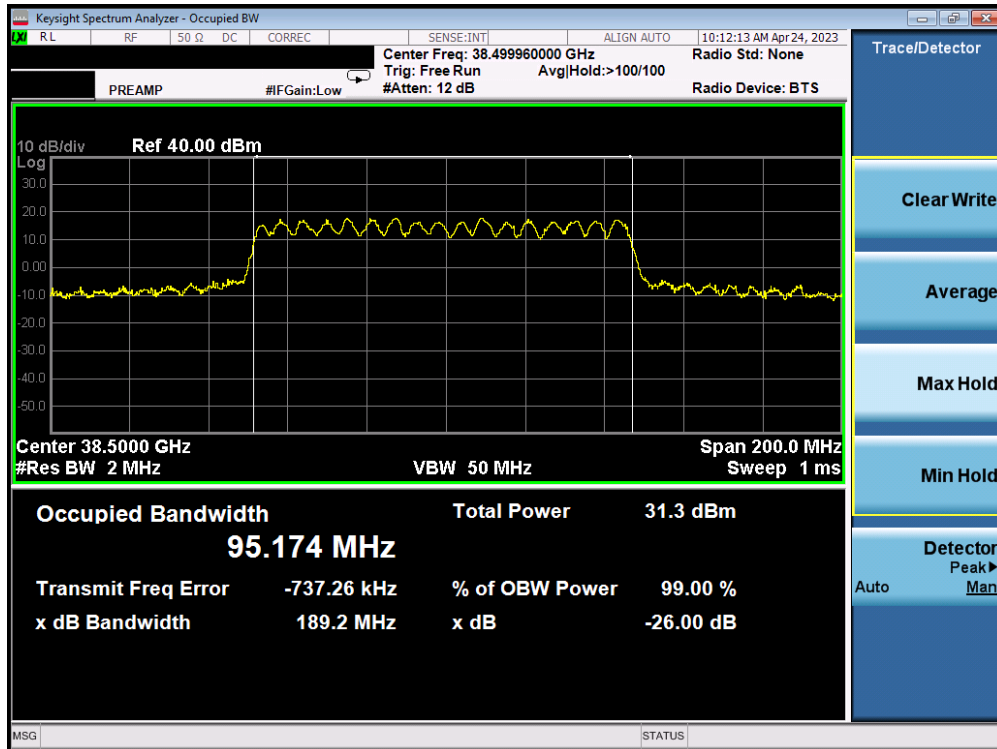 Keysight Spectrum Analyzer - Occupied BW
LXI RL RF 50 Ω DC CORREC SENSE:INT ALIGN AUTO 10:12:13 AM Apr 24, 2023
Center Freq: 38.499960000 GHz Radio Std: None
Trig: Free Run Avg|Hold:>100/100
PREAMP #IFGain:Low #Atten: 12 dB Radio Device: BTS
Trace/Detector
10 dB/div Ref 40.00 dBm
Log
30.0
20.0
10.0
0.00
-10.0
-20.0
-30.0
-40.0
-50.0
Center 38.5000 GHz Span 200.0 MHz
#Res BW 2 MHz VBW 50 MHz Sweep 1 ms
Occupied Bandwidth Total Power 31.3 dBm
95.174 MHz
Transmit Freq Error -737.26 kHz % of OBW Power 99.00 %
x dB Bandwidth 189.2 MHz x dB -26.00 dB
Clear Write
Average
Max Hold
Min Hold
Detector
Peak▶
Auto Man
MSG STATUS